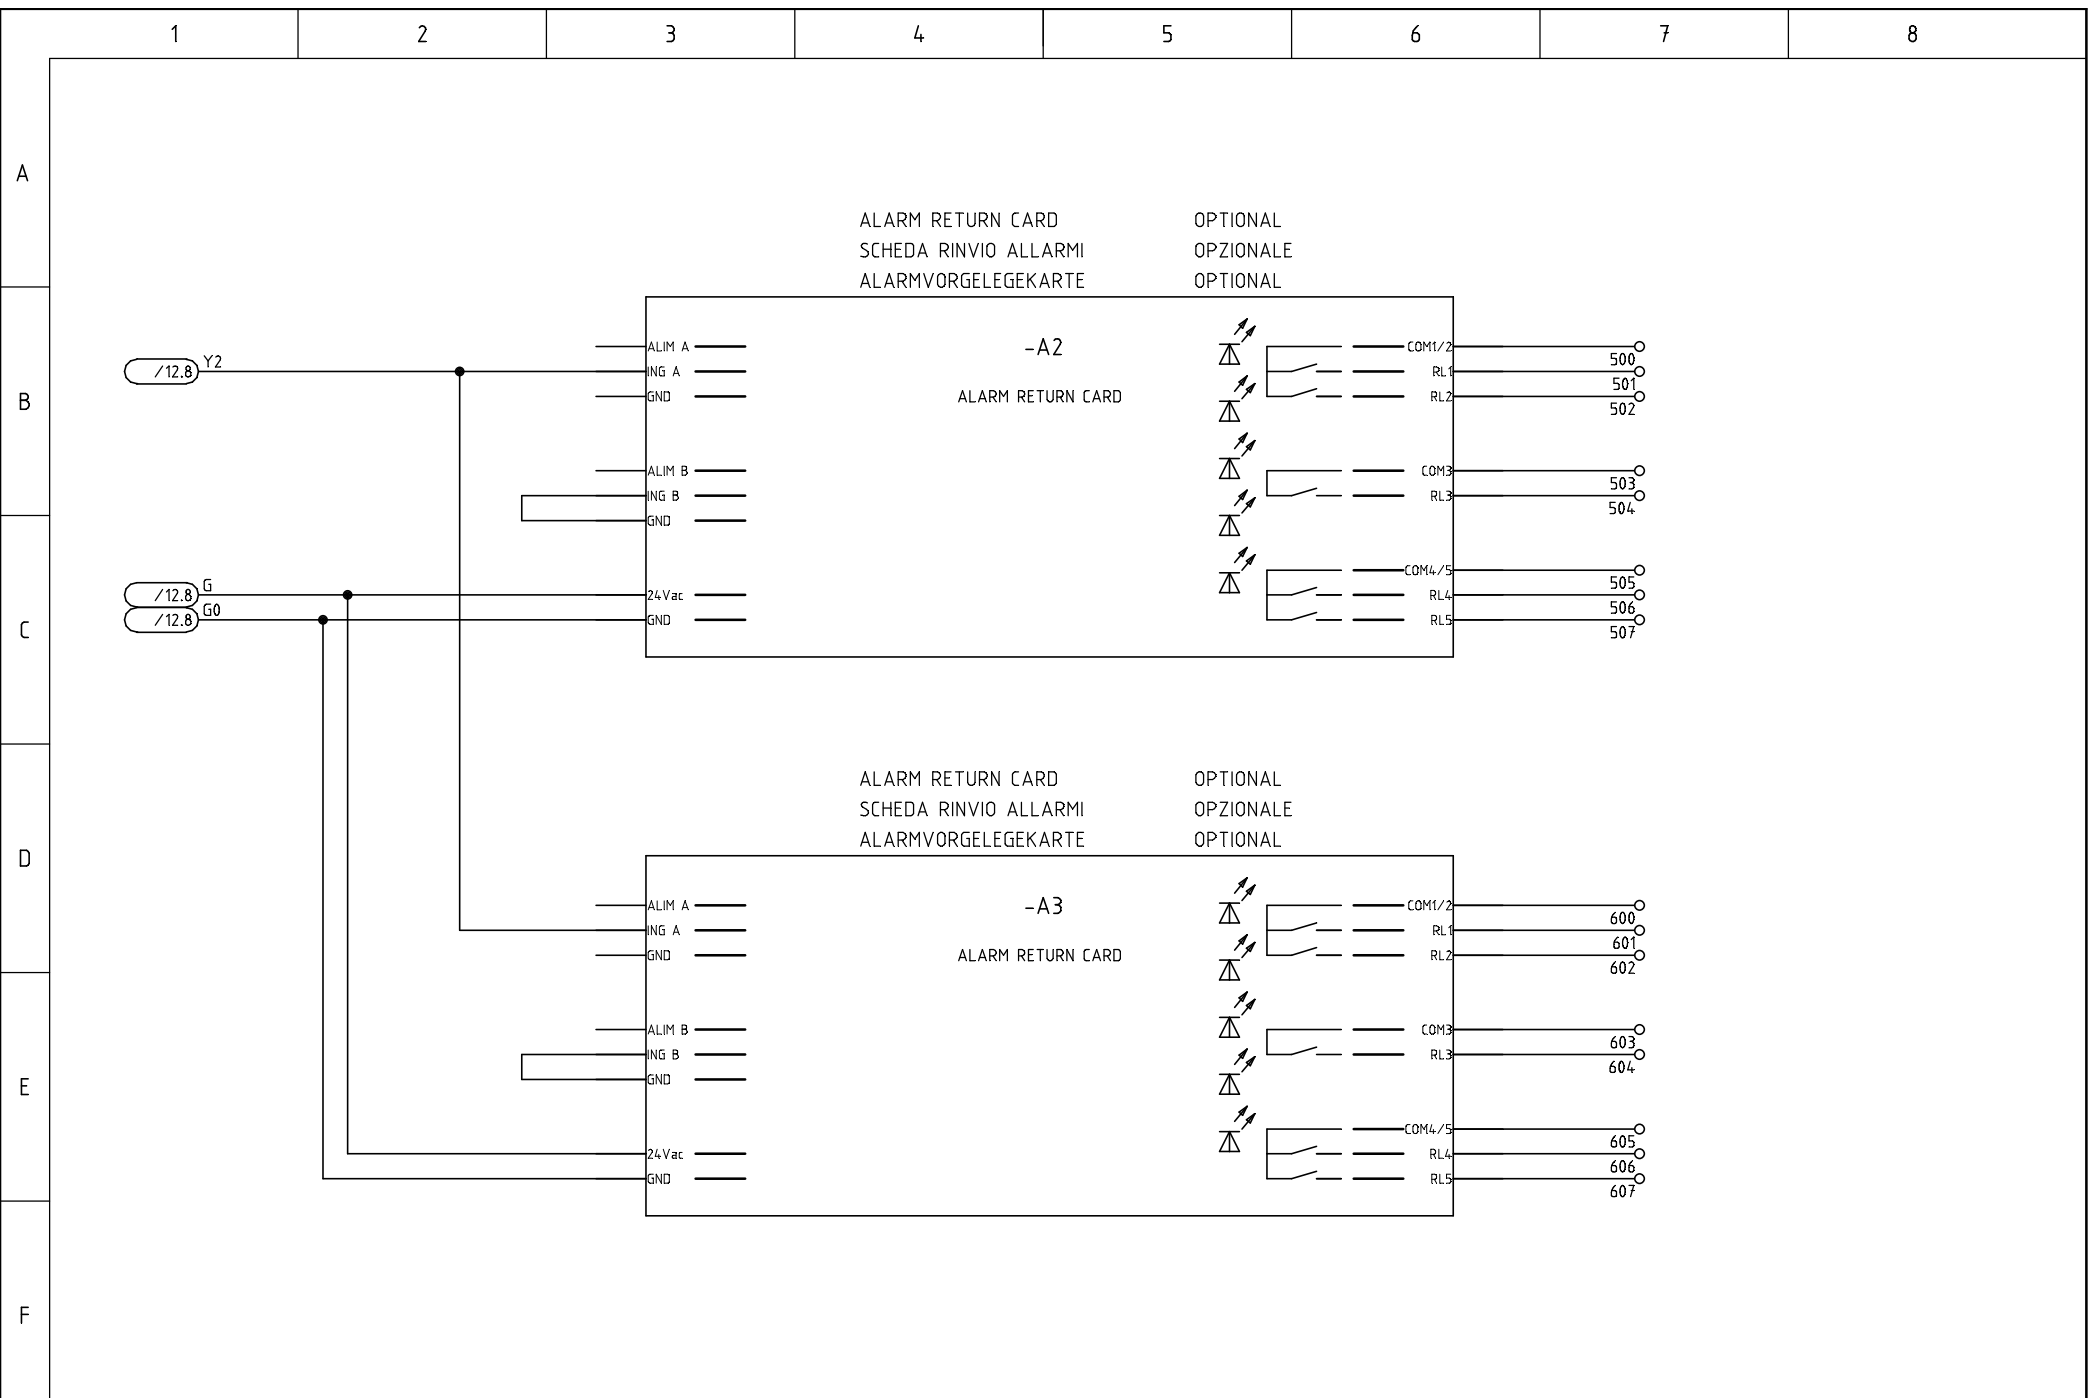 1 2 3 4 5 6 7 8
A
ALARM RETURN CARD OPTIONAL
SCHEDA RINVIO ALLARMI OPZIONALE
ALARMVORGELEGEKARTE OPTIONAL
B
/12.8 Y2
ALIM A
ING A
GND
ALIM B
ING B
GND
-A2
ALARM RETURN CARD
COM1/2 500
RL1 501
RL2 502
COM3 503
RL3 504
C
/12.8 G
/12.8 G0
24Vac
GND
COM4/5 505
RL4 506
RL5 507
D
ALARM RETURN CARD OPTIONAL
SCHEDA RINVIO ALLARMI OPZIONALE
ALARMVORGELEGEKARTE OPTIONAL
ALIM A
ING A
GND
-A3
ALARM RETURN CARD
COM1/2 600
RL1 601
RL2 602
E
ALIM B
ING B
GND
24Vac
GND
COM3 603
RL3 604
COM4/5 605
RL4 606
RL5 607
F